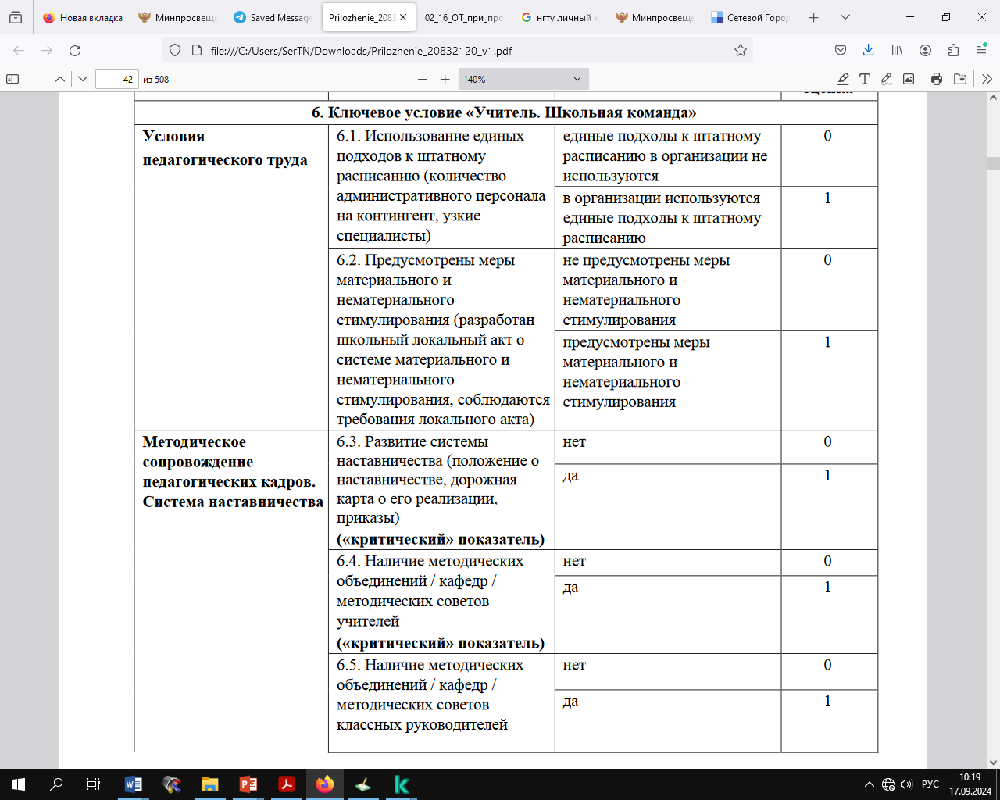 Новая вкладка
Минпросвеще
Saved Message
Prilozhenie_2083
02_16_ОТ_при_про
нгту личный к
Минпросвеще
Сетевой Город
file:///C:/Users/SerTN/Downloads/Prilozhenie_20832120_v1.pdf
42 из 508
140%
6. Ключевое условие «Учитель. Школьная команда»
Условия
педагогического труда
6.1. Использование единых
подходов к штатному
расписанию (количество
административного персонала
на контингент, узкие
специалисты)
единые подходы к штатному
расписанию в организации не
используются
0
в организации используются
единые подходы к штатному
расписанию
1
6.2. Предусмотрены меры
материального и
нематериального
стимулирования (разработан
школьный локальный акт о
системе материального и
нематериального
стимулирования, соблюдаются
требования локального акта)
не предусмотрены меры
материального и
нематериального
стимулирования
0
предусмотрены меры
материального и
нематериального
стимулирования
1
Методическое
сопровождение
педагогических кадров.
Система наставничества
6.3. Развитие системы
наставничества (положение о
наставничестве, дорожная
карта о его реализации,
приказы)
(«критический» показатель)
нет
0
да
1
6.4. Наличие методических
объединений / кафедр /
методических советов
учителей
(«критический» показатель)
нет
0
да
1
6.5. Наличие методических
объединений / кафедр /
методических советов
классных руководителей
нет
0
да
1
РУС
10:19
17.09.2024